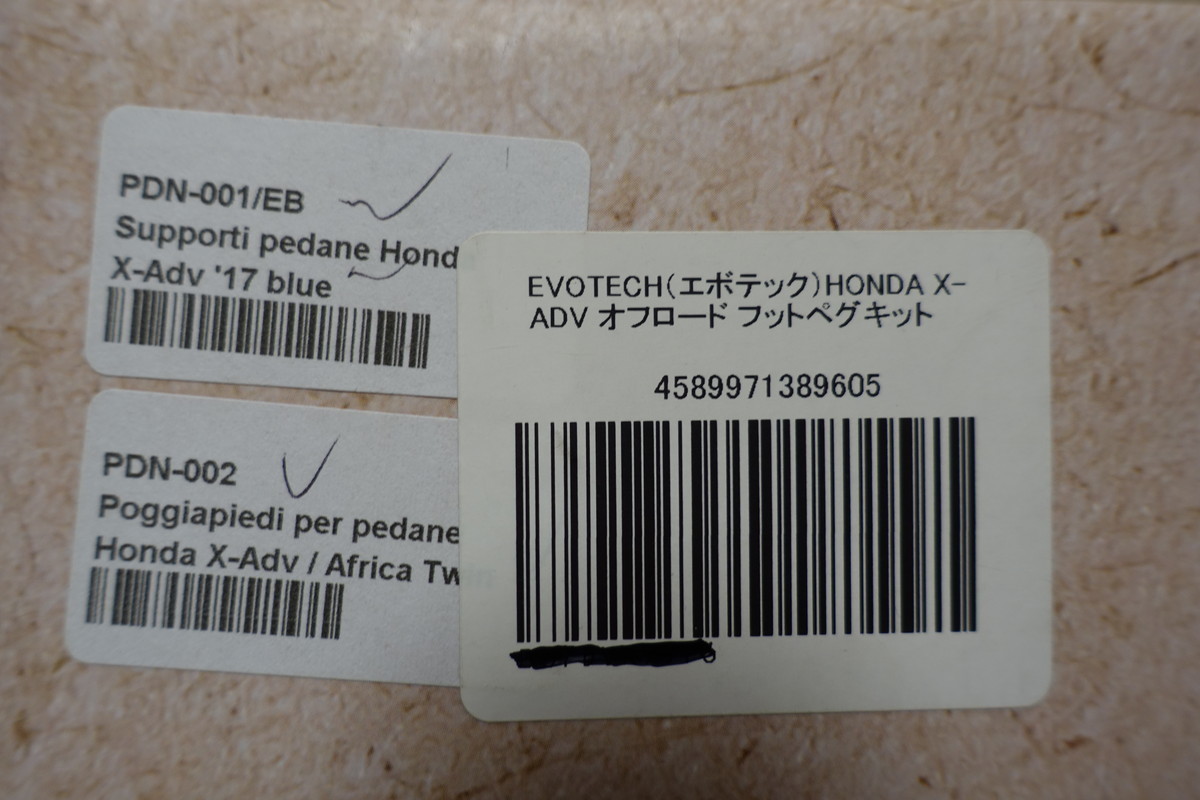 PDN-001/EB
Supporti pedane Hond
X-Adv '17 blue
PDN-002
Poggiapiedi per pedane
Honda X-Adv / Africa Tw
EVOTECH(エボテック)HONDA X-
ADV オフロード フットペグキット
4589971389605